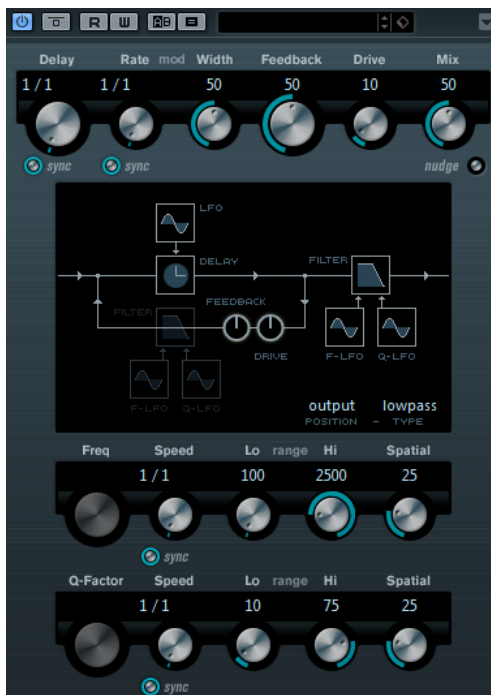 R W AB
Delay Rate mod Width Feedback Drive Mix
1 / 1 1 / 1 50 50 10 50
sync sync nudge
LFO
DELAY FILTER
FEEDBACK
FILTER
DRIVE F-LFO Q-LFO
F-LFO Q-LFO
output lowpass
POSITION - TYPE
Freq Speed Lo range Hi Spatial
1 / 1 100 2500 25
sync
Q-Factor Speed Lo range Hi Spatial
1 / 1 10 75 25
sync